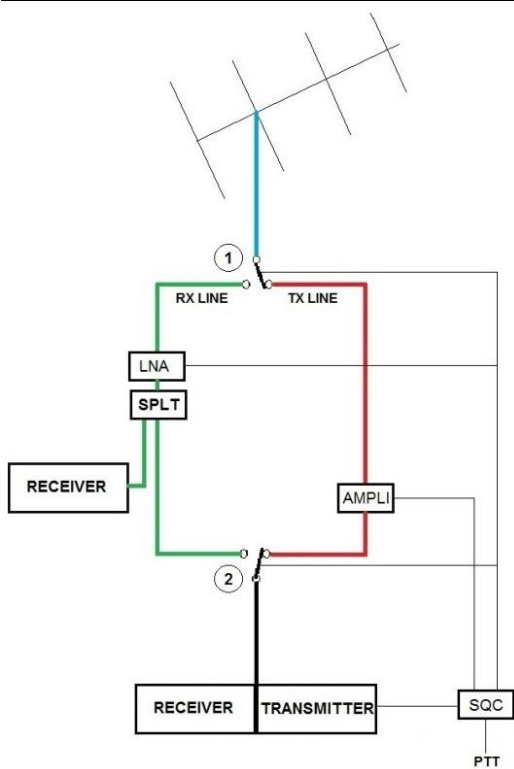 1
RX LINE
TX LINE
LNA
SPLT
RECEIVER
AMPLI
2
RECEIVER
TRANSMITTER
SQC
PTT